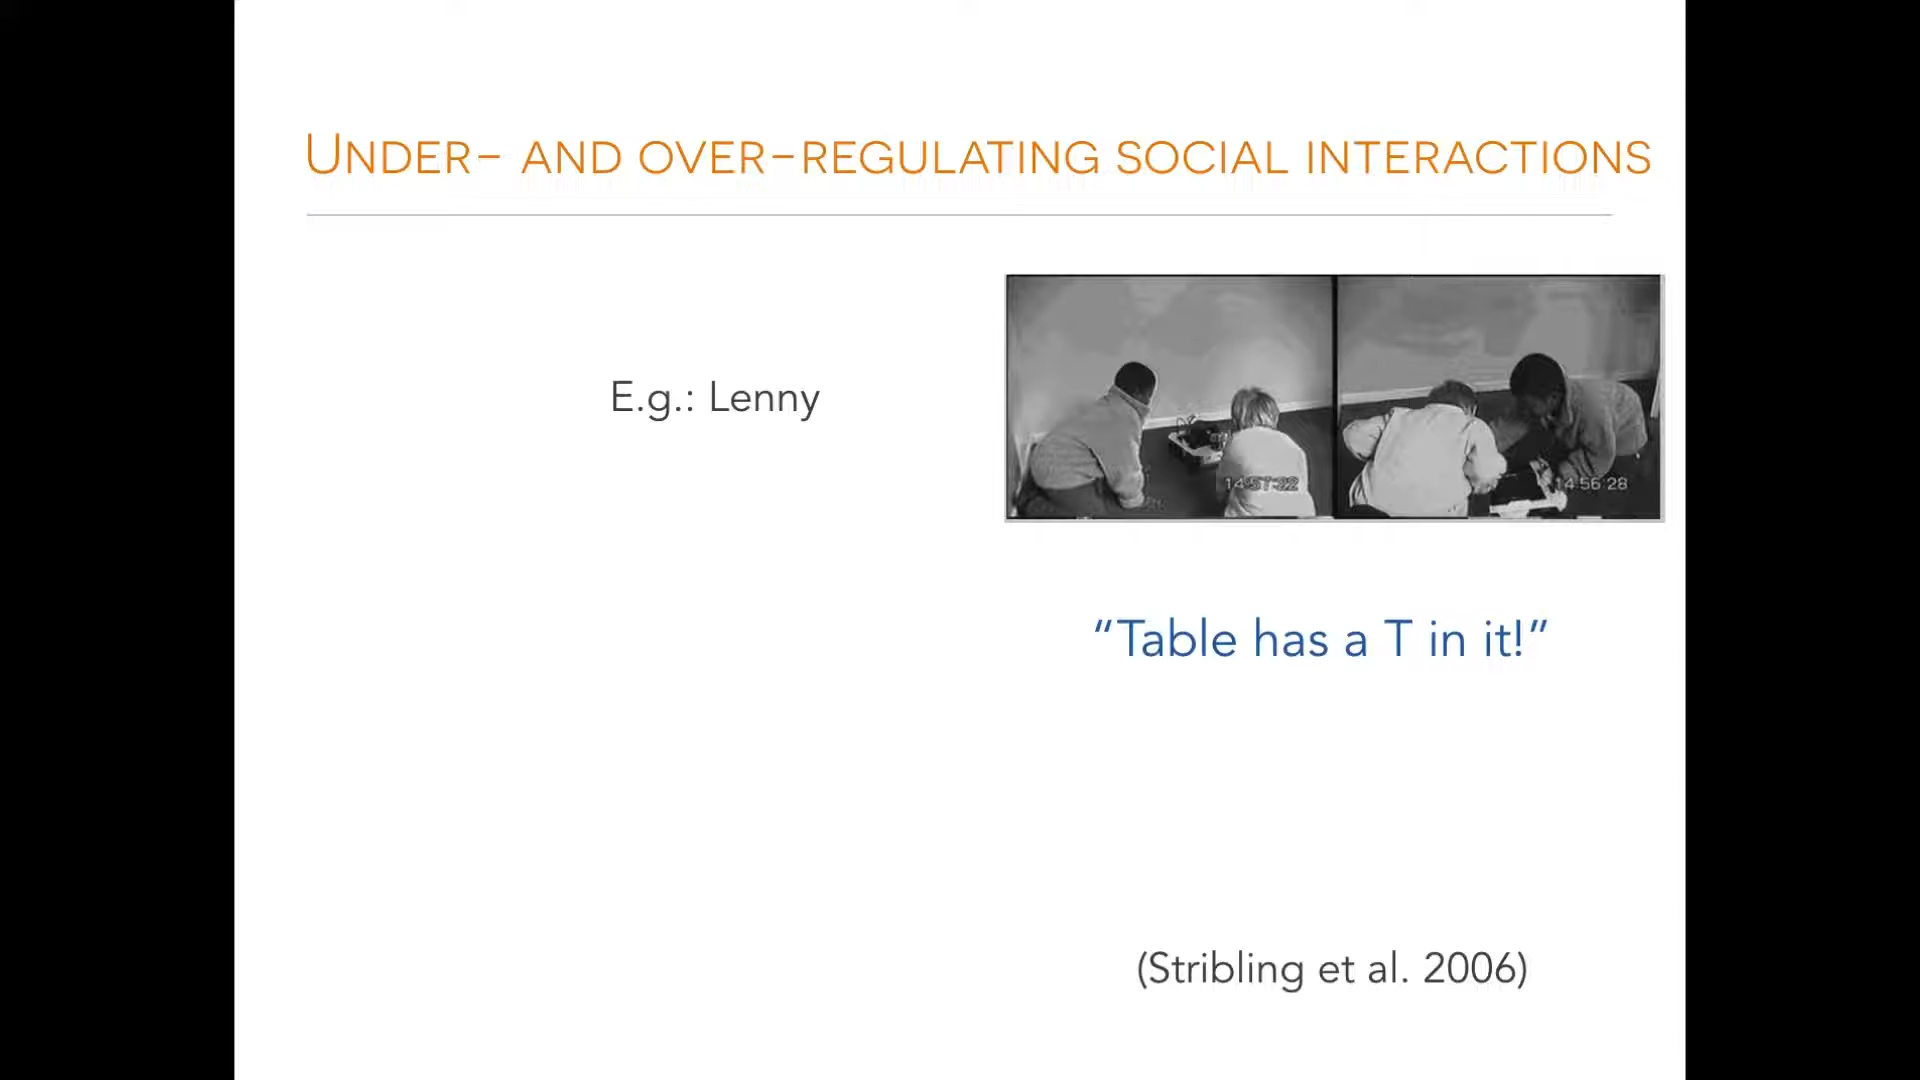 UNDER- AND OVER-REGULATING SOCIAL INTERACTIONS
E.g.: Lenny
14:57:22
14:56:28
“Table has a T in it!”
(Stribling et al. 2006)